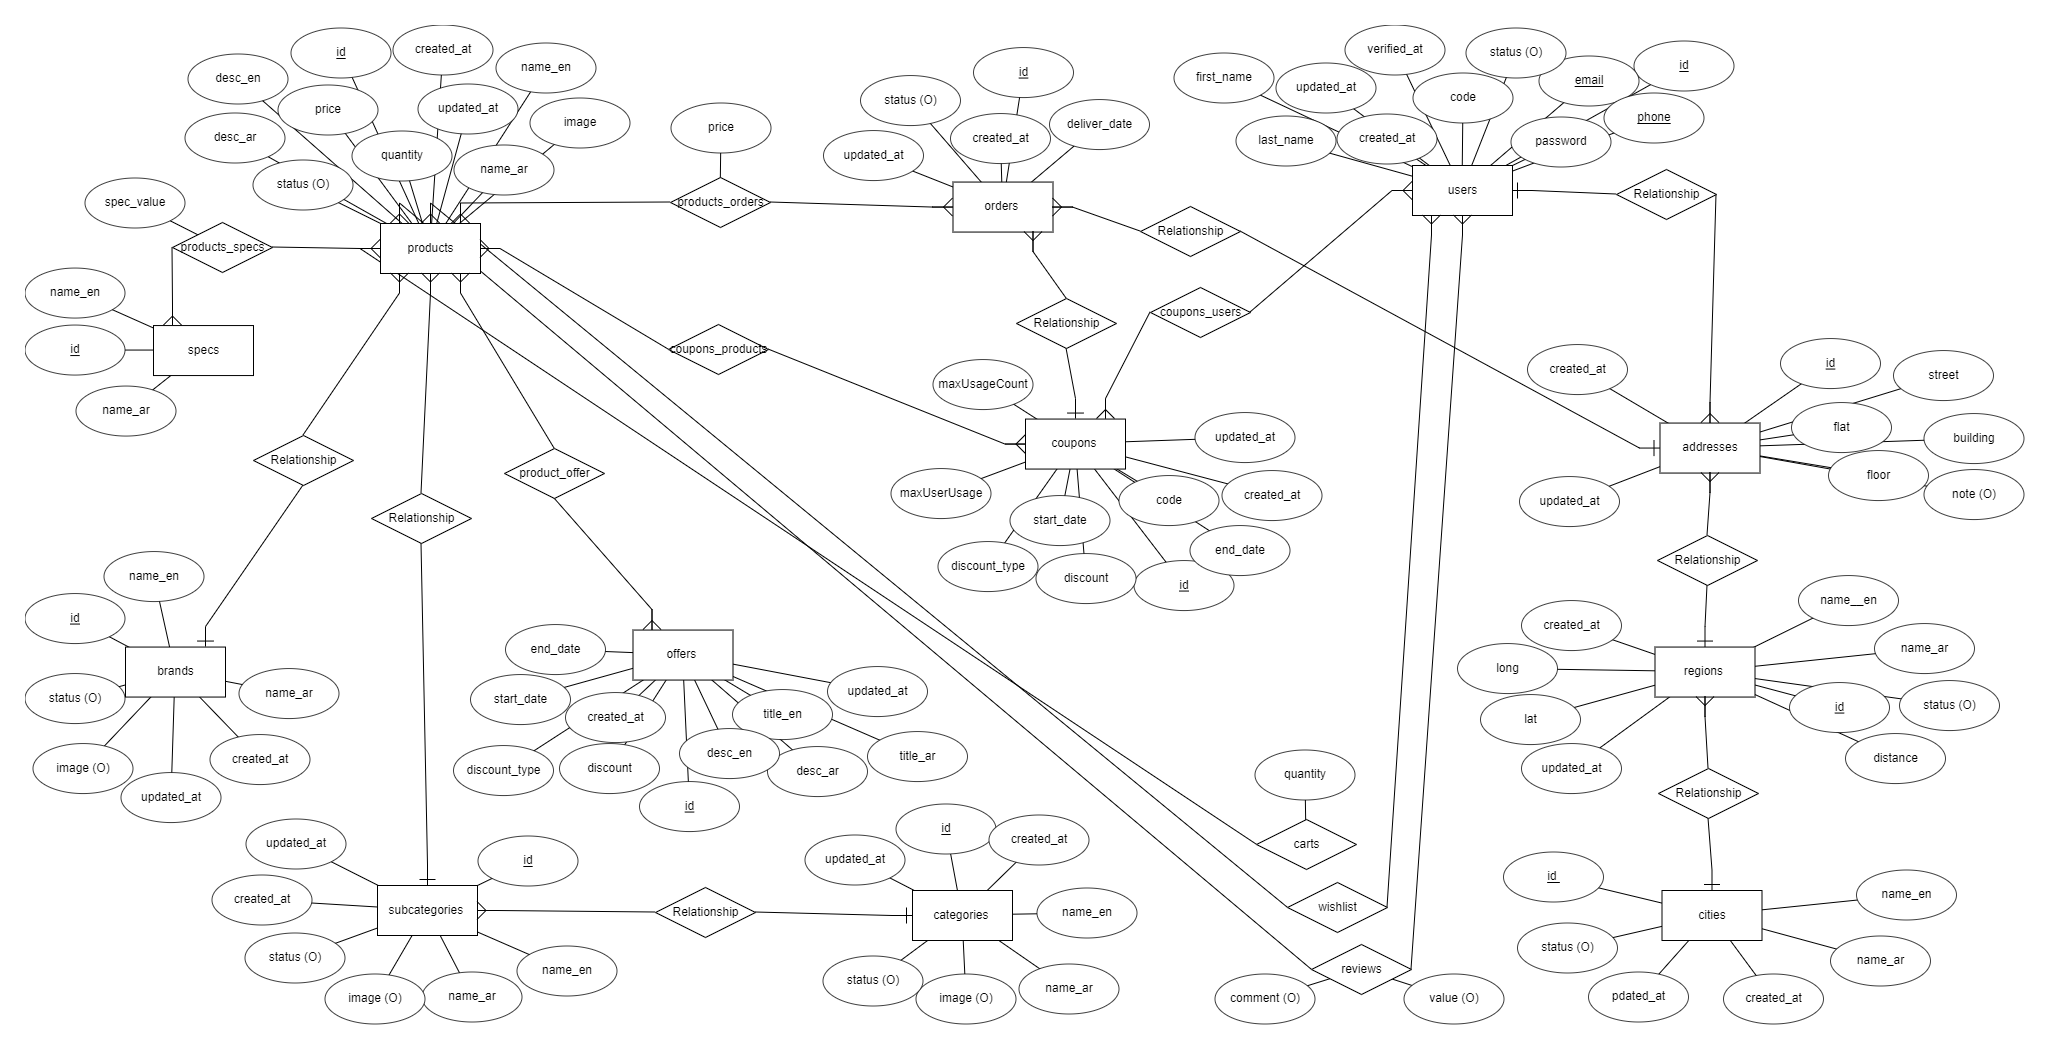 id
created_at
desc_en
name_en
price
updated_at
image
desc_ar
quantity
name_ar
status (O)
spec_value
products_specs
products
name_en
id
specs
name_ar
price
products_orders
id
status (O)
created_at
deliver_date
updated_at
orders
Relationship
verified_at
status (O)
first_name
updated_at
email
id
code
phone
last_name
created_at
password
users
Relationship
Relationship
coupons_users
coupons_products
maxUsageCount
coupons
updated_at
maxUserUsage
code
created_at
start_date
end_date
discount_type
discount
id
created_at
id
street
flat
building
addresses
floor
note (O)
updated_at
Relationship
Relationship
product_offer
Relationship
name_en
id
brands
status (O)
name_ar
image (O)
created_at
updated_at
end_date
offers
start_date
created_at
title_en
updated_at
discount_type
discount
desc_en
desc_ar
title_ar
id
name__en
created_at
name_ar
long
regions
lat
id
status (O)
updated_at
distance
Relationship
quantity
carts
wishlist
reviews
comment (O)
value (O)
updated_at
id
created_at
subcategories
status (O)
image (O)
name_ar
name_en
Relationship
id
created_at
updated_at
categories
name_en
status (O)
image (O)
name_ar
id
name_en
cities
status (O)
name_ar
pdated_at
created_at